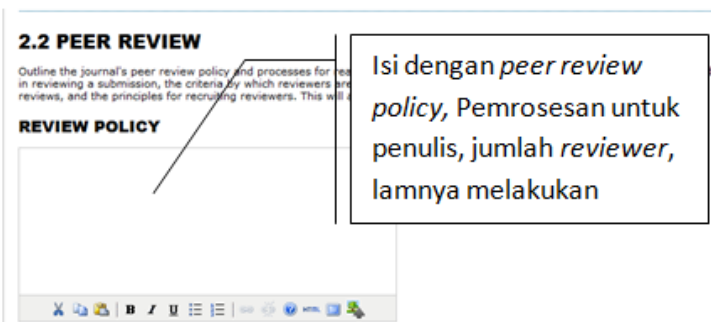 2.2 PEER REVIEW
Outline the journal's peer review policy and processes for rea
in reviewing a submission, the criteria by which reviewers are
reviews, and the principles for recruiting reviewers. This will a
REVIEW POLICY
Isi dengan peer review
policy, Pemrosesan untuk
penulis, jumlah reviewer,
lamnya melakukan
B I U
HTML